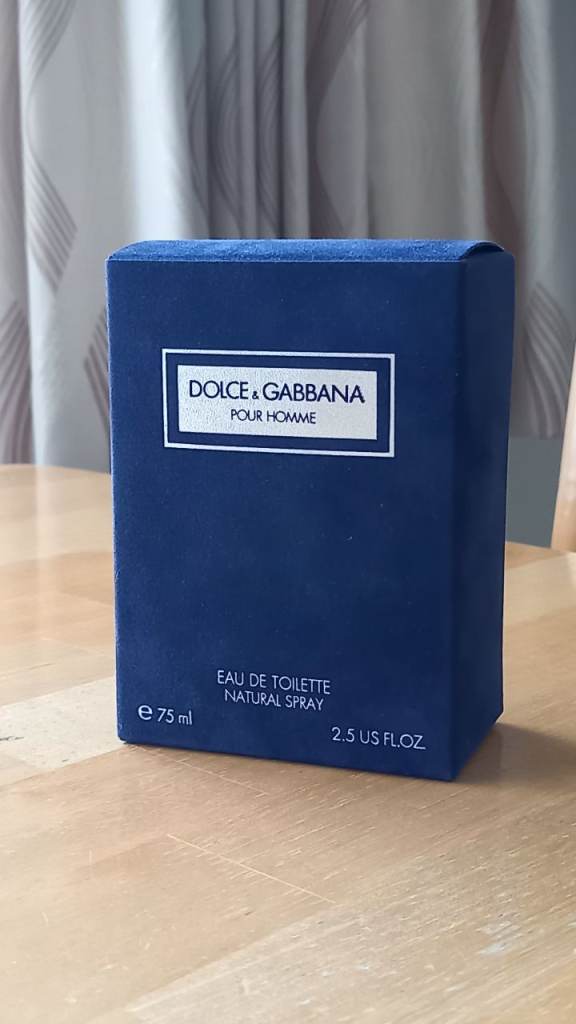 DOLCE & GABBANA
POUR HOMME
EAU DE TOILETTE
NATURAL SPRAY
e 75 ml
2.5 US FL.OZ.